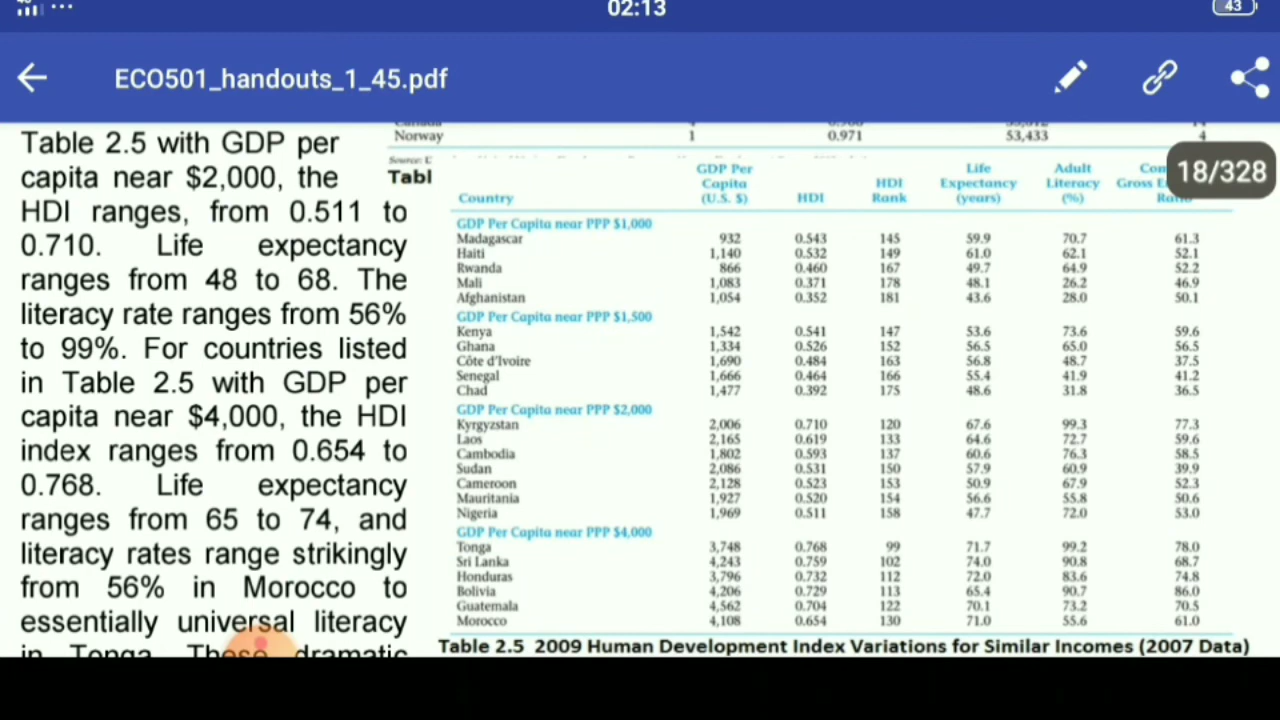 02:13
43
ECO501_handouts_1_45.pdf
18/328
Table 2.5 with GDP per
capita near $2,000, the
HDI ranges, from 0.511 to
0.710. Life expectancy
ranges from 48 to 68. The
literacy rate ranges from 56%
to 99%. For countries listed
in Table 2.5 with GDP per
capita near $4,000, the HDI
index ranges from 0.654 to
0.768. Life expectancy
ranges from 65 to 74, and
literacy rates range strikingly
from 56% in Morocco to
essentially universal literacy
in Tonga. These dramatic
Norway 1 0.971 53,433 4
Source:
Tabl
Country GDP Per Capita (U.S. $) HDI HDI Rank Life Expectancy (years) Adult Literacy (%) Gross
GDP Per Capita near PPP $1,000
Madagascar 932 0.543 145 59.9 70.7 61.3
Haiti 1,140 0.532 149 61.0 62.1 52.1
Rwanda 866 0.460 167 49.7 64.9 52.2
Mali 1,083 0.371 178 48.1 26.2 46.9
Afghanistan 1,054 0.352 181 43.6 28.0 50.1
GDP Per Capita near PPP $1,500
Kenya 1,542 0.541 147 53.6 73.6 59.6
Ghana 1,334 0.526 152 56.5 65.0 56.5
Côte d'Ivoire 1,690 0.484 163 56.8 48.7 37.5
Senegal 1,666 0.464 166 55.4 41.9 41.2
Chad 1,477 0.392 175 48.6 31.8 36.5
GDP Per Capita near PPP $2,000
Kyrgyzstan 2,006 0.710 120 67.6 99.3 77.3
Laos 2,165 0.619 133 64.6 72.7 59.6
Cambodia 1,802 0.593 137 60.6 76.3 58.5
Sudan 2,086 0.531 150 57.9 60.9 39.9
Cameroon 2,128 0.523 153 50.9 67.9 52.3
Mauritania 1,927 0.520 154 56.6 55.8 50.6
Nigeria 1,969 0.511 158 47.7 72.0 53.0
GDP Per Capita near PPP $4,000
Tonga 3,748 0.768 99 71.7 99.2 78.0
Sri Lanka 4,243 0.759 102 74.0 90.8 68.7
Honduras 3,796 0.732 112 72.0 83.6 74.8
Bolivia 4,206 0.729 113 65.4 90.7 86.0
Guatemala 4,562 0.704 122 70.1 73.2 70.5
Morocco 4,108 0.654 130 71.0 55.6 61.0
Table 2.5 2009 Human Development Index Variations for Similar Incomes (2007 Data)